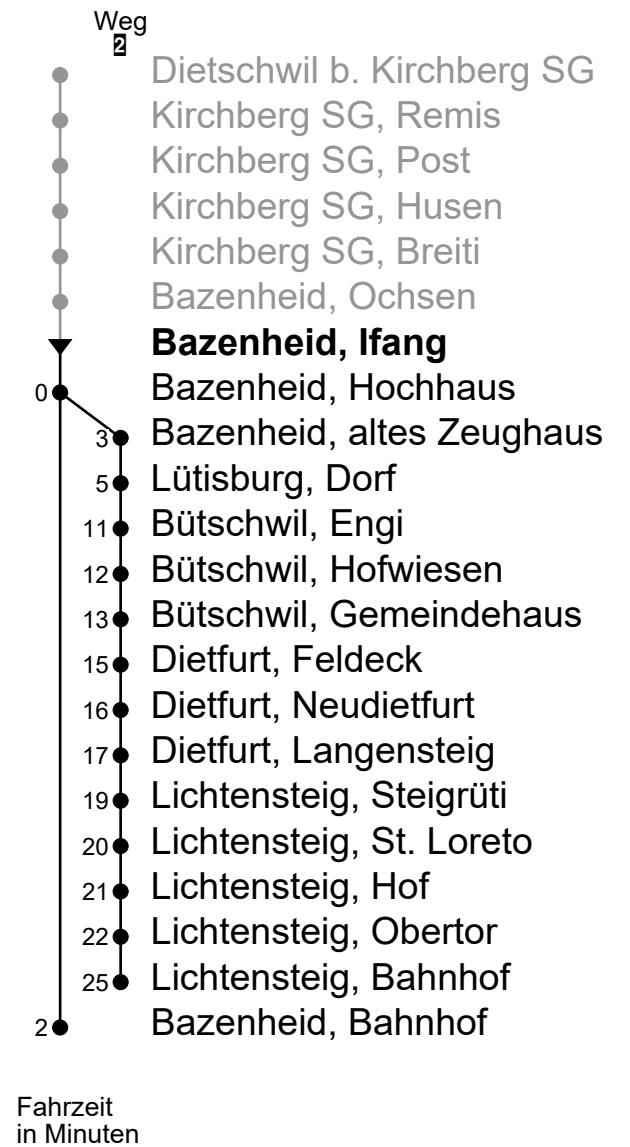 Weg
2
Dietschwil b. Kirchberg SG
Kirchberg SG, Remis
Kirchberg SG, Post
Kirchberg SG, Husen
Kirchberg SG, Breiti
Bazenheid, Ochsen
Bazenheid, Ifang
0 Bazenheid, Hochhaus
3 Bazenheid, altes Zeughaus
5 Lütisburg, Dorf
11 Bütschwil, Engi
12 Bütschwil, Hofwiesen
13 Bütschwil, Gemeindehaus
15 Dietfurt, Feldeck
16 Dietfurt, Neudietfurt
17 Dietfurt, Langensteig
19 Lichtensteig, Steigrüti
20 Lichtensteig, St. Loreto
21 Lichtensteig, Hof
22 Lichtensteig, Obertor
25 Lichtensteig, Bahnhof
2 Bazenheid, Bahnhof
Fahrzeit
in Minuten